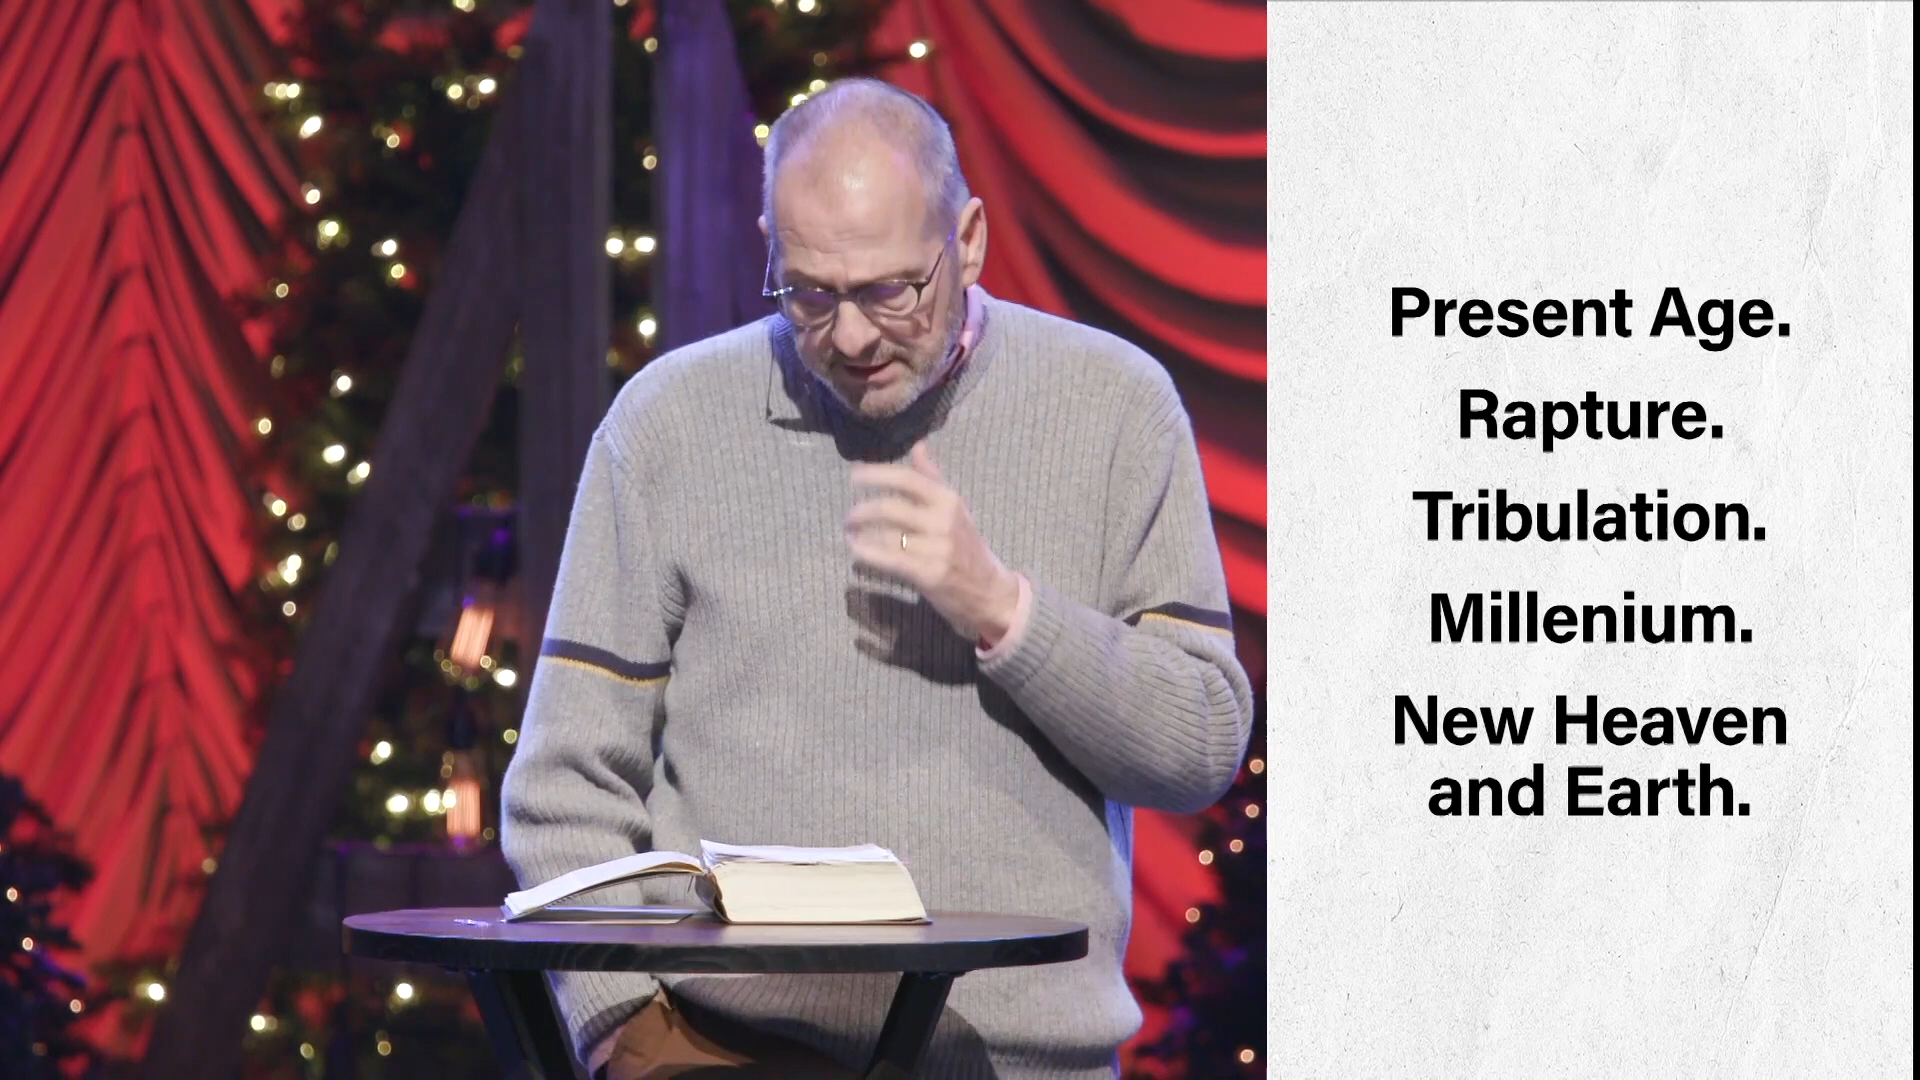 Present Age.
Rapture.
Tribulation.
Millenium.
New Heaven
and Earth.